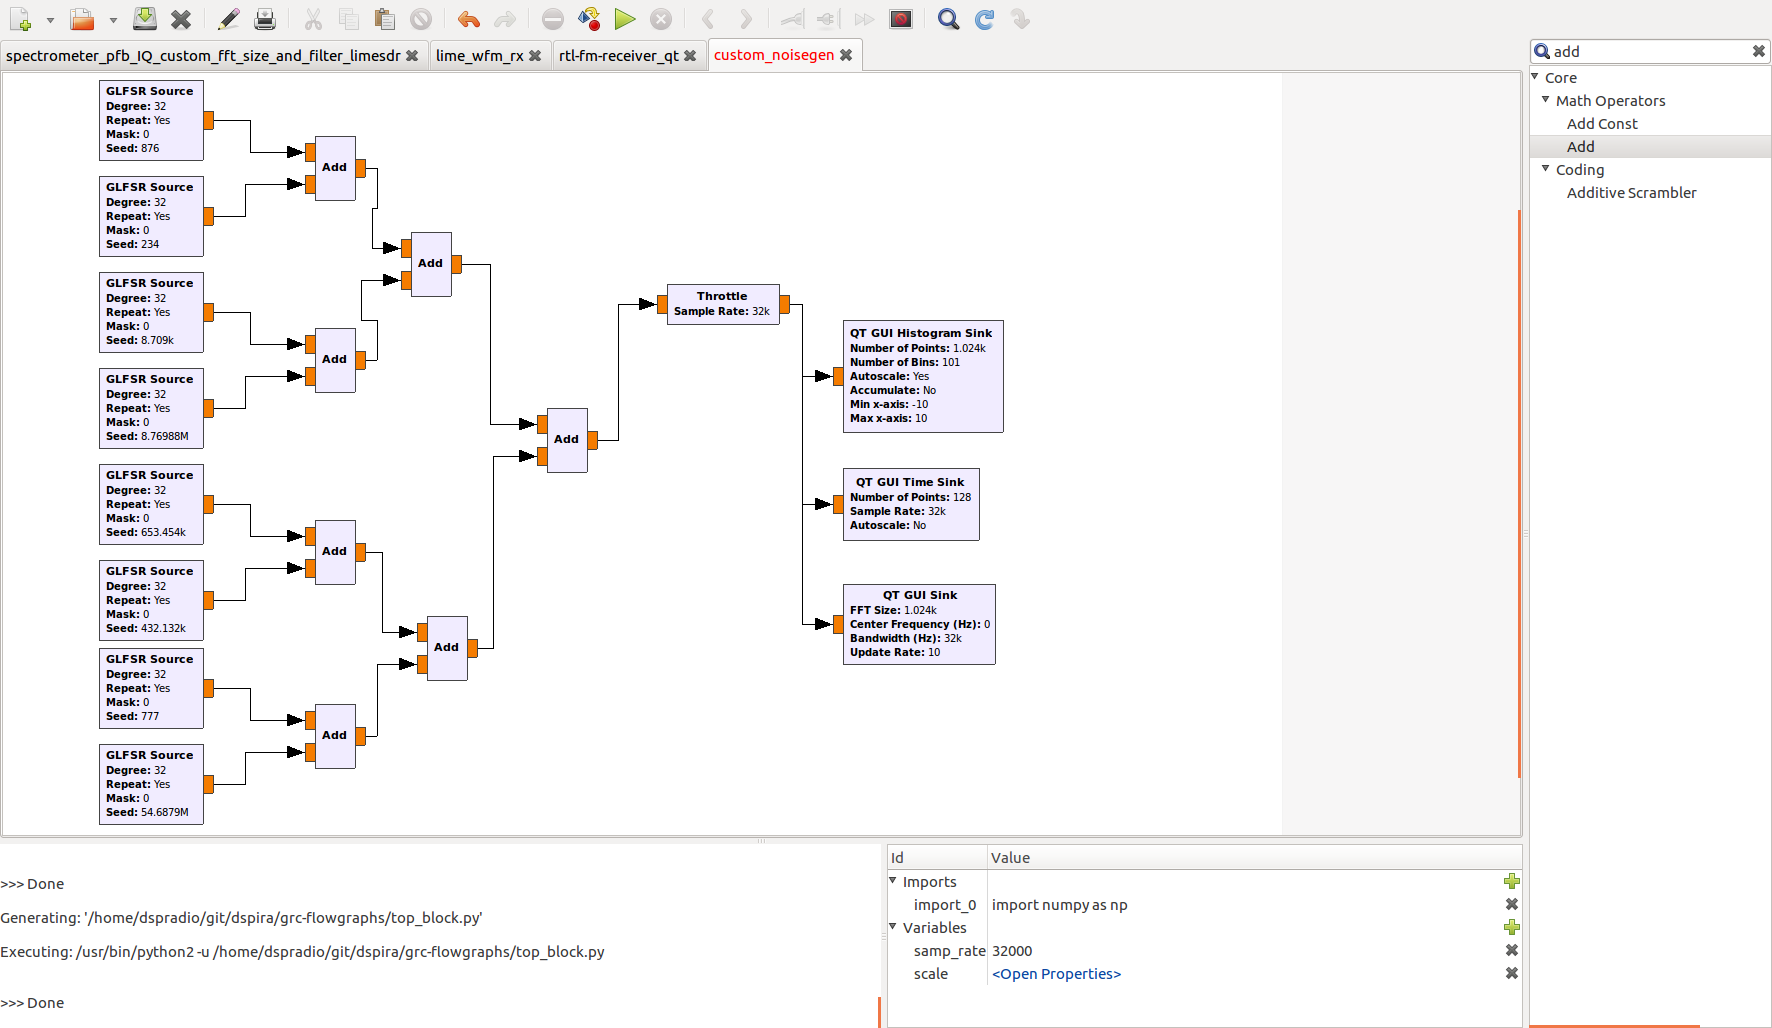 spectrometer_pfb_IQ_custom_fft_size_and_filter_limesdr
lime_wfm_rx
rtl-fm-receiver_qt
custom_noisegen
GLFSR Source
Degree: 32
Repeat: Yes
Mask: 0
Seed: 876
GLFSR Source
Degree: 32
Repeat: Yes
Mask: 0
Seed: 234
GLFSR Source
Degree: 32
Repeat: Yes
Mask: 0
Seed: 8.709k
GLFSR Source
Degree: 32
Repeat: Yes
Mask: 0
Seed: 8.76988M
GLFSR Source
Degree: 32
Repeat: Yes
Mask: 0
Seed: 653.454k
GLFSR Source
Degree: 32
Repeat: Yes
Mask: 0
Seed: 432.132k
GLFSR Source
Degree: 32
Repeat: Yes
Mask: 0
Seed: 777
GLFSR Source
Degree: 32
Repeat: Yes
Mask: 0
Seed: 54.6879M
Add
Add
Add
Add
Add
Add
Add
Throttle
Sample Rate: 32k
QT GUI Histogram Sink
Number of Points: 1.024k
Number of Bins: 101
Autoscale: Yes
Accumulate: No
Min x-axis: -10
Max x-axis: 10
QT GUI Time Sink
Number of Points: 128
Sample Rate: 32k
Autoscale: No
QT GUI Sink
FFT Size: 1.024k
Center Frequency (Hz): 0
Bandwidth (Hz): 32k
Update Rate: 10
add
Core
Math Operators
Add Const
Add
Coding
Additive Scrambler
>>> Done
Generating: '/home/dspradio/git/dspira/grc-flowgraphs/top_block.py'
Executing: /usr/bin/python2 -u /home/dspradio/git/dspira/grc-flowgraphs/top_block.py
>>> Done
Id Value
Imports
import_0 import numpy as np
Variables
samp_rate 32000
scale <Open Properties>